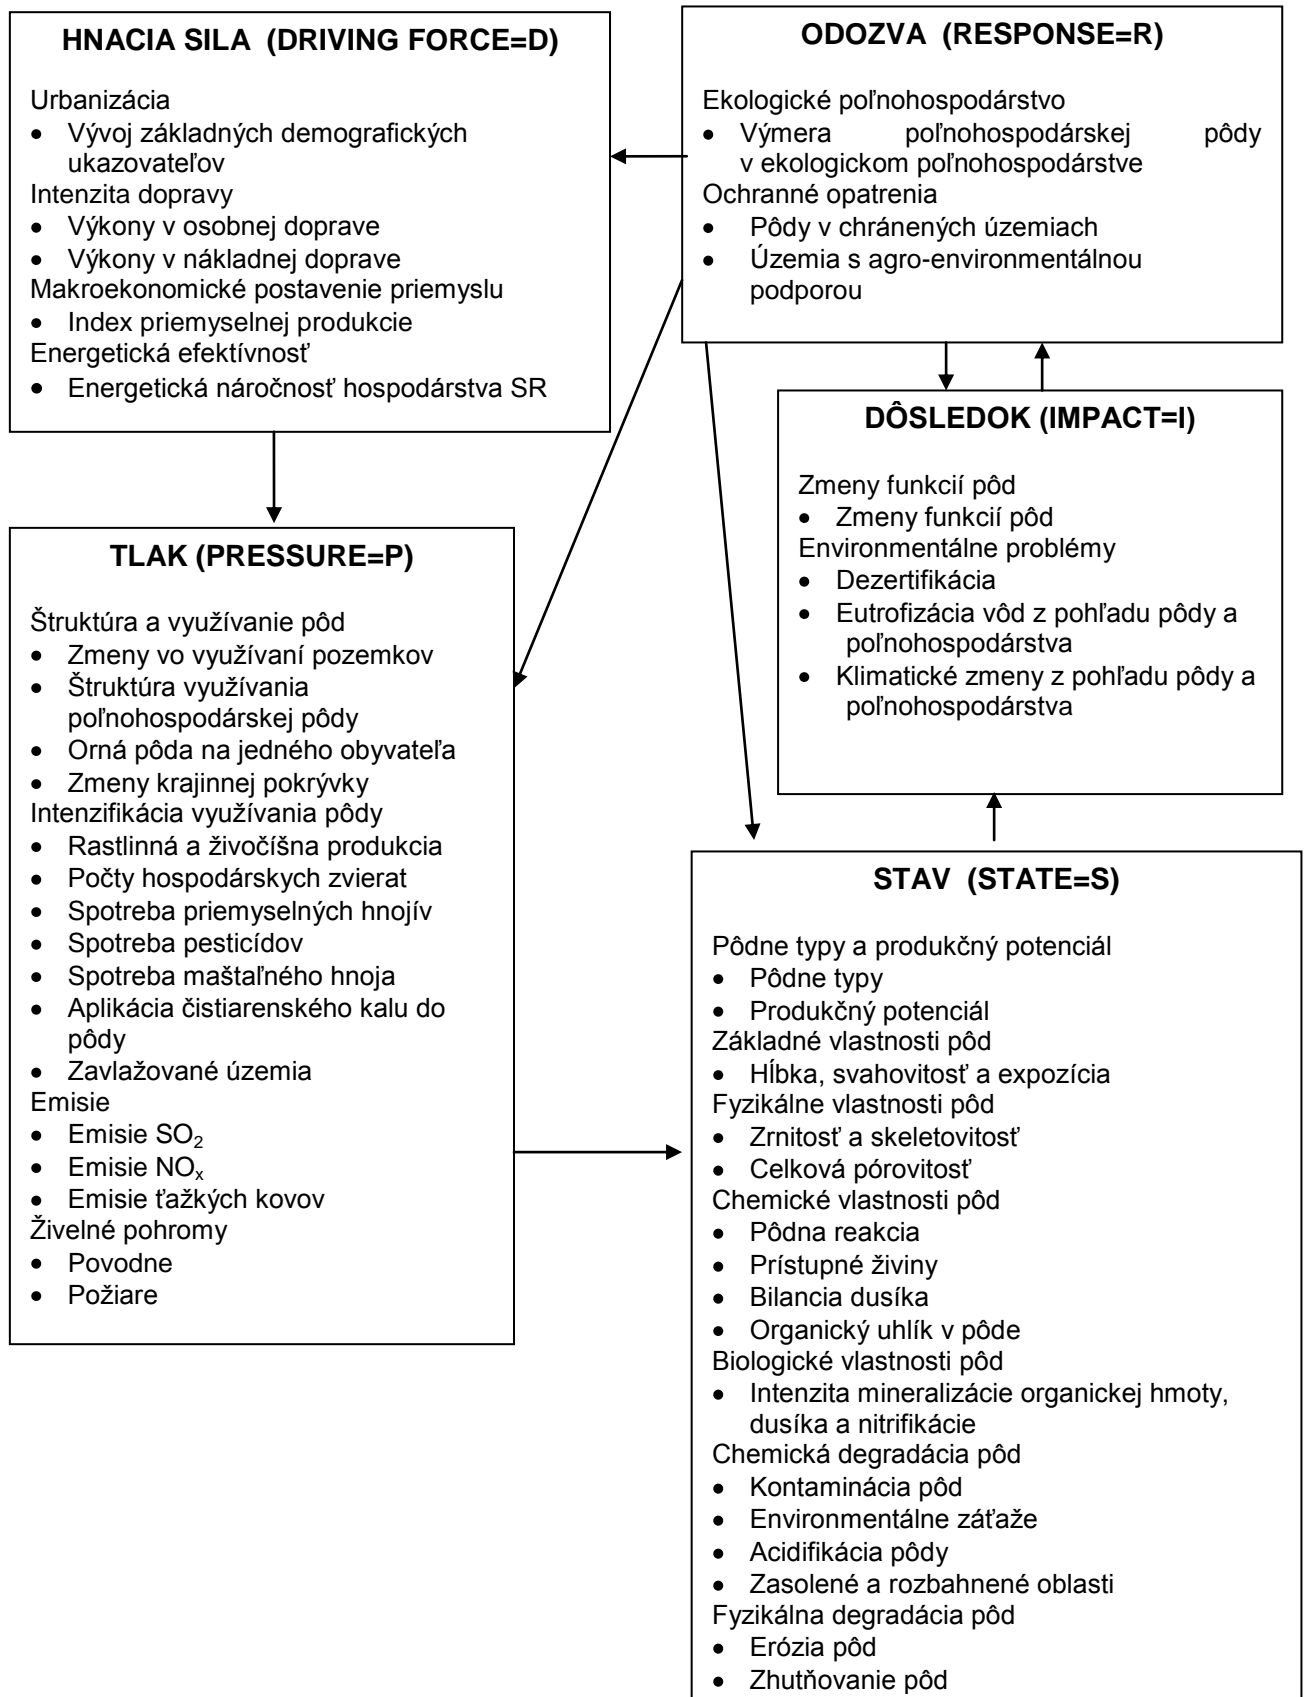 HNACIA SILA (DRIVING FORCE=D)
Urbanizácia
• Vývoj základných demografických
ukazovateľov
Intenzita dopravy
• Výkony v osobnej doprave
• Výkony v nákladnej doprave
Makroekonomické postavenie priemyslu
• Index priemyselnej produkcie
Energetická efektívnosť
• Energetická náročnosť hospodárstva SR
ODOZVA (RESPONSE=R)
Ekologické poľnohospodárstvo
• Výmera poľnohospodárskej pôdy
v ekologickom poľnohospodárstve
Ochranné opatrenia
• Pôdy v chránených územiach
• Územia s agro-environmentálnou
podporou
DÔSLEDOK (IMPACT=I)
Zmeny funkcií pôd
• Zmeny funkcií pôd
Environmentálne problémy
• Dezertifikácia
• Eutrofizácia vôd z pohľadu pôdy a
poľnohospodárstva
• Klimatické zmeny z pohľadu pôdy a
poľnohospodárstva
TLAK (PRESSURE=P)
Štruktúra a využívanie pôd
• Zmeny vo využívaní pozemkov
• Štruktúra využívania
poľnohospodárskej pôdy
• Orná pôda na jedného obyvateľa
• Zmeny krajinnej pokrývky
Intenzifikácia využívania pôdy
• Rastlinná a živočíšna produkcia
• Počty hospodárskych zvierat
• Spotreba priemyselných hnojív
• Spotreba pesticídov
• Spotreba maštaľného hnoja
• Aplikácia čistiarenského kalu do
pôdy
• Zavlažované územia
Emisie
• Emisie SO2
• Emisie NOx
• Emisie ťažkých kovov
Živelné pohromy
• Povodne
• Požiare
STAV (STATE=S)
Pôdne typy a produkčný potenciál
• Pôdne typy
• Produkčný potenciál
Základné vlastnosti pôd
• Hĺbka, svahovitosť a expozícia
Fyzikálne vlastnosti pôd
• Zrnitosť a skeletovitosť
• Celková pórovitosť
Chemické vlastnosti pôd
• Pôdna reakcia
• Prístupné živiny
• Bilancia dusíka
• Organický uhlík v pôde
Biologické vlastnosti pôd
• Intenzita mineralizácie organickej hmoty,
dusíka a nitrifikácie
Chemická degradácia pôd
• Kontaminácia pôd
• Environmentálne záťaže
• Acidifikácia pôdy
• Zasolené a rozbahnené oblasti
Fyzikálna degradácia pôd
• Erózia pôd
• Zhutňovanie pôd